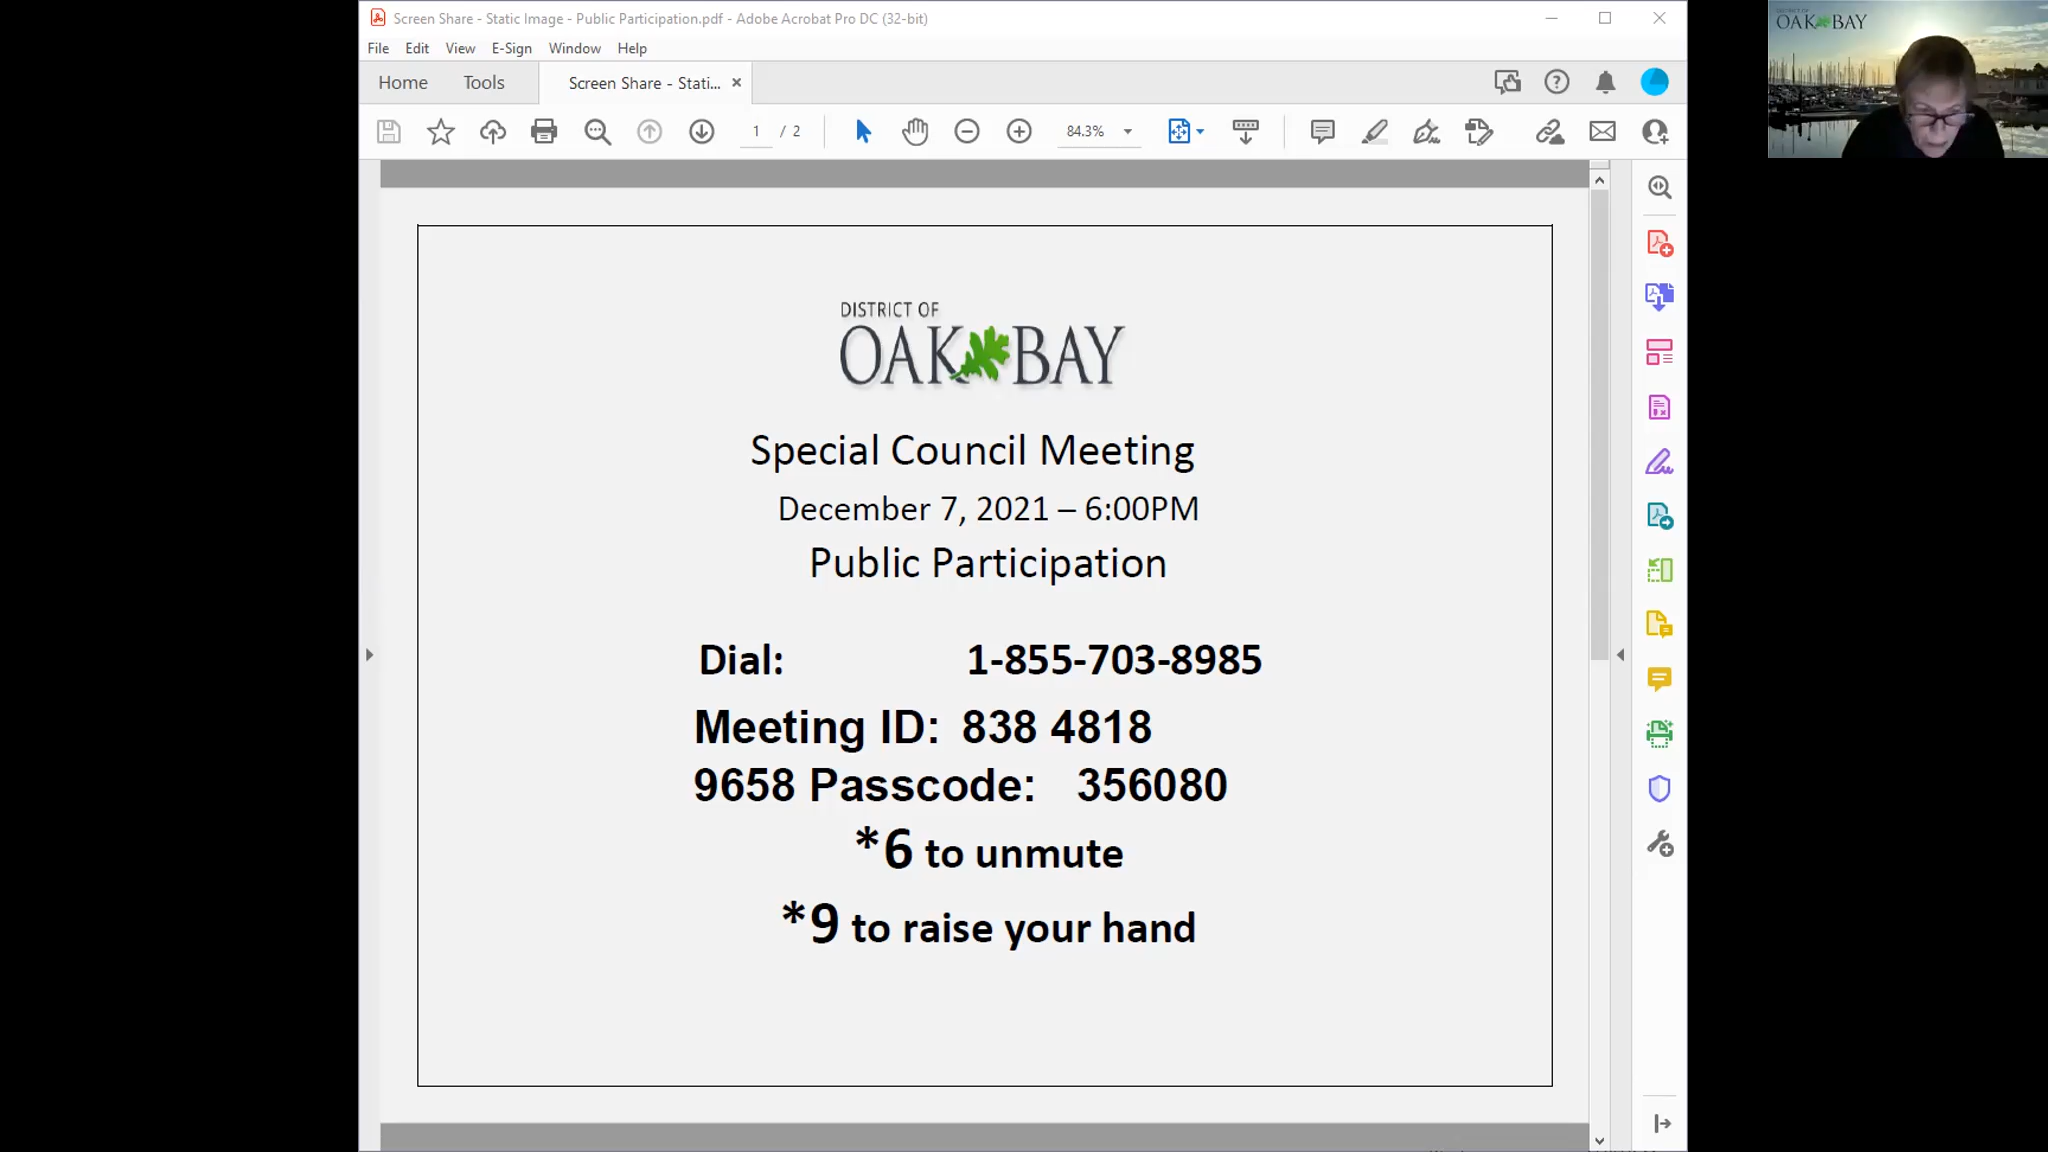 Screen Share - Static Image - Public Participation.pdf - Adobe Acrobat Pro DC (32-bit)
File Edit View E-Sign Window Help
Home Tools Screen Share - Stati... ×
1 / 2 84.3%
DISTRICT OF
OAK BAY
DISTRICT OF
OAK BAY
Special Council Meeting
December 7, 2021 – 6:00PM
Public Participation
Dial: 1-855-703-8985
Meeting ID: 838 4818
9658 Passcode: 356080
*6 to unmute
*9 to raise your hand